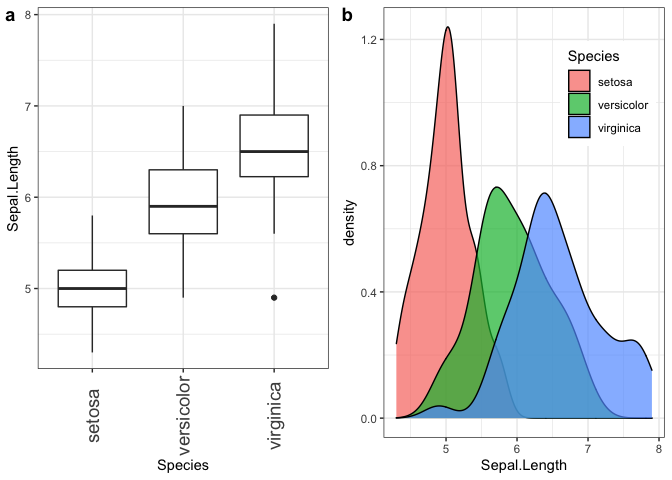 a
Sepal.Length
8
7
6
5
setosa
versicolor
virginica
Species
b
density
1.2
0.8
0.4
0.0
Species
setosa
versicolor
virginica
5
6
7
8
Sepal.Length